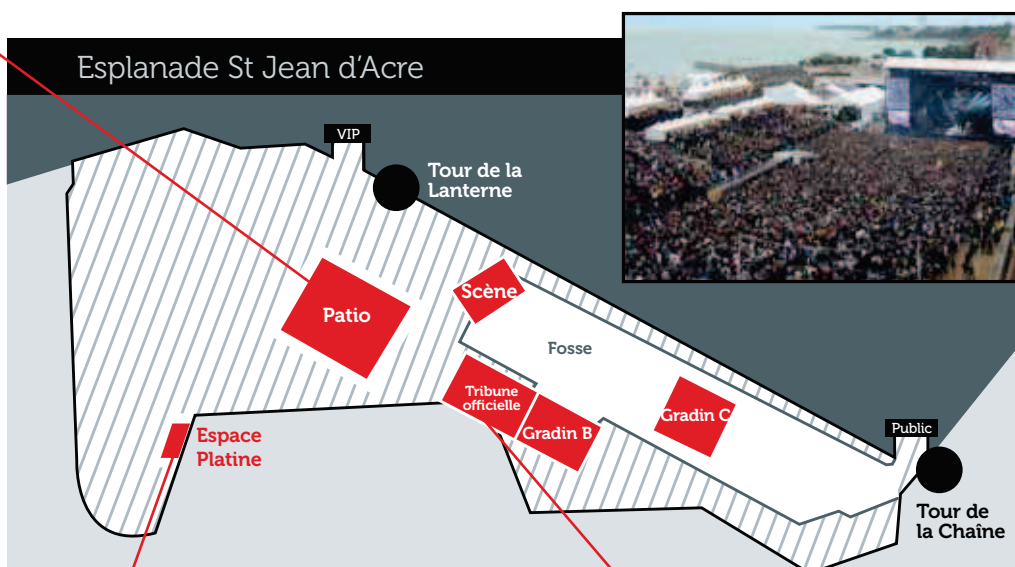 Esplanade St Jean d'Acre
VIP
Tour de la
Lanterne
Scène
Patio
Fosse
Tribune
officielle
Gradin B
Gradin C
Public
Espace
Platine
Tour de
la Chaîne